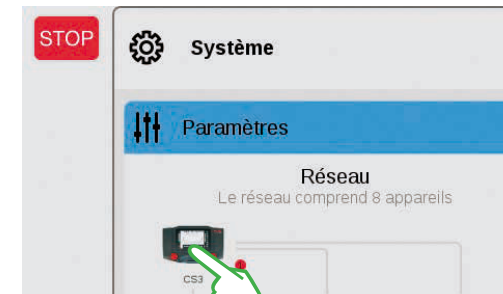 STOP
Système
Paramètres
Réseau
Le réseau comprend 8 appareils
CS3